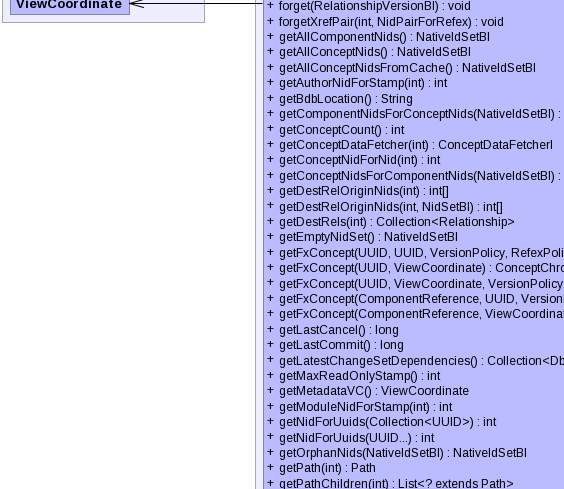 ViewCoordinate
+ forget(RelationshipVersionBI) : void
+ forgetXrefPair(int, NidPairForRefex) : void
+ getAllComponentNids() : NativeIdSetBI
+ getAllConceptNids() : NativeIdSetBI
+ getAllConceptNidsFromCache() : NativeIdSetBI
+ getAuthorNidForStamp(int) : int
+ getBdbLocation() : String
+ getComponentNidsForConceptNids(NativeIdSetBI) :
+ getConceptCount() : int
+ getConceptDataFetcher(int) : ConceptDataFetcherI
+ getConceptNidForNid(int) : int
+ getConceptNidsForComponentNids(NativeIdSetBI) :
+ getDestRelOriginNids(int) : int[]
+ getDestRelOriginNids(int, NidSetBI) : int[]
+ getDestRels(int) : Collection<Relationship>
+ getEmptyNidSet() : NativeIdSetBI
+ getFxConcept(UUID, UUID, VersionPolicy, RefexPoli
+ getFxConcept(UUID, ViewCoordinate) : ConceptChro
+ getFxConcept(UUID, ViewCoordinate, VersionPolicy,
+ getFxConcept(ComponentReference, UUID, Version
+ getFxConcept(ComponentReference, ViewCoordinat
+ getLastCancel() : long
+ getLastCommit() : long
+ getLatestChangeSetDependencies() : Collection<Db
+ getMaxReadOnlyStamp() : int
+ getMetadataVC() : ViewCoordinate
+ getModuleNidForStamp(int) : int
+ getNidForUuids(Collection<UUID>) : int
+ getNidForUuids(UUID...) : int
+ getOrphanNids(NativeIdSetBI) : NativeIdSetBI
+ getPath(int) : Path
+ getPathChildren(int) : List<? extends Path>